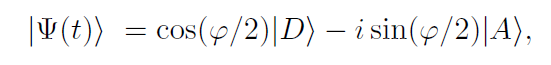 |Ψ(t)⟩ = cos(φ/2)|D⟩ − i sin(φ/2)|A⟩,